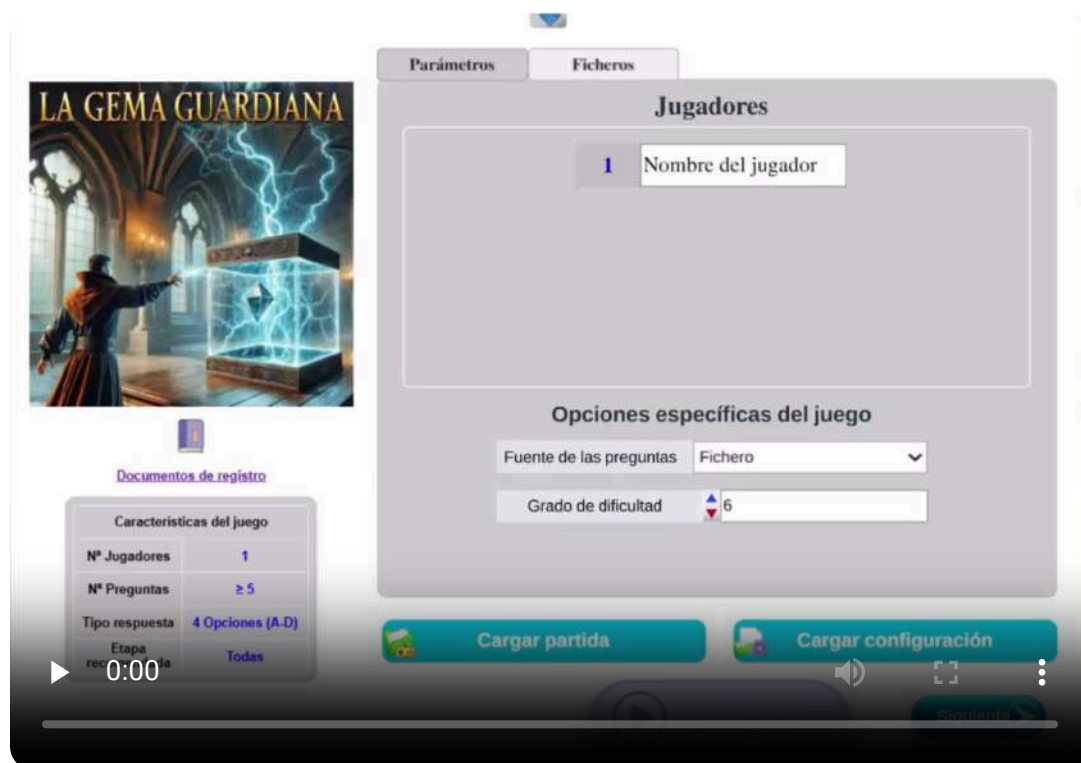 Parámetros
Ficheros
LA GEMA GUARDIANA
Jugadores
1 Nombre del jugador
Opciones específicas del juego
Fuente de las preguntas Fichero
Grado de dificultad 6
Documentos de registro
Características del juego
Nº Jugadores 1
Nº Preguntas ≥ 5
Tipo respuesta 4 Opciones (A-D)
Etapa
Todas
Cargar partida
Cargar configuración
0:00
Siguiente